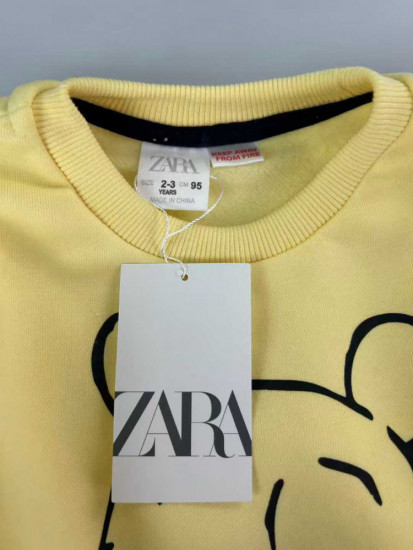 ZARA
SIZE 2-3 CM 95
YEARS
MADE IN CHINA
KEEP AWAY
FROM FIRE
ZARA